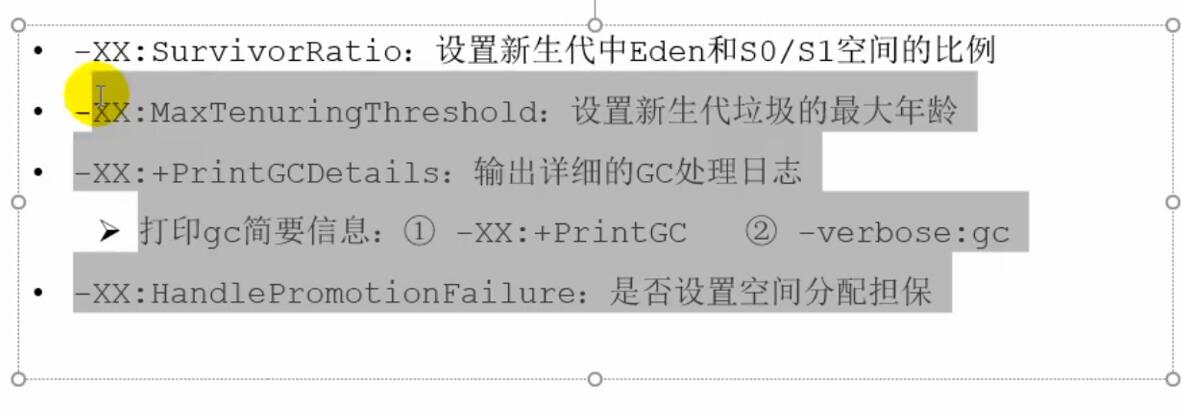 • -XX:SurvivorRatio：设置新生代中Eden和S0/S1空间的比例
• -XX:MaxTenuringThreshold：设置新生代垃圾的最大年龄
• -XX:+PrintGCDetails：输出详细的GC处理日志
➢ 打印gc简要信息：① -XX:+PrintGC ② -verbose:gc
• -XX:HandlePromotionFailure：是否设置空间分配担保